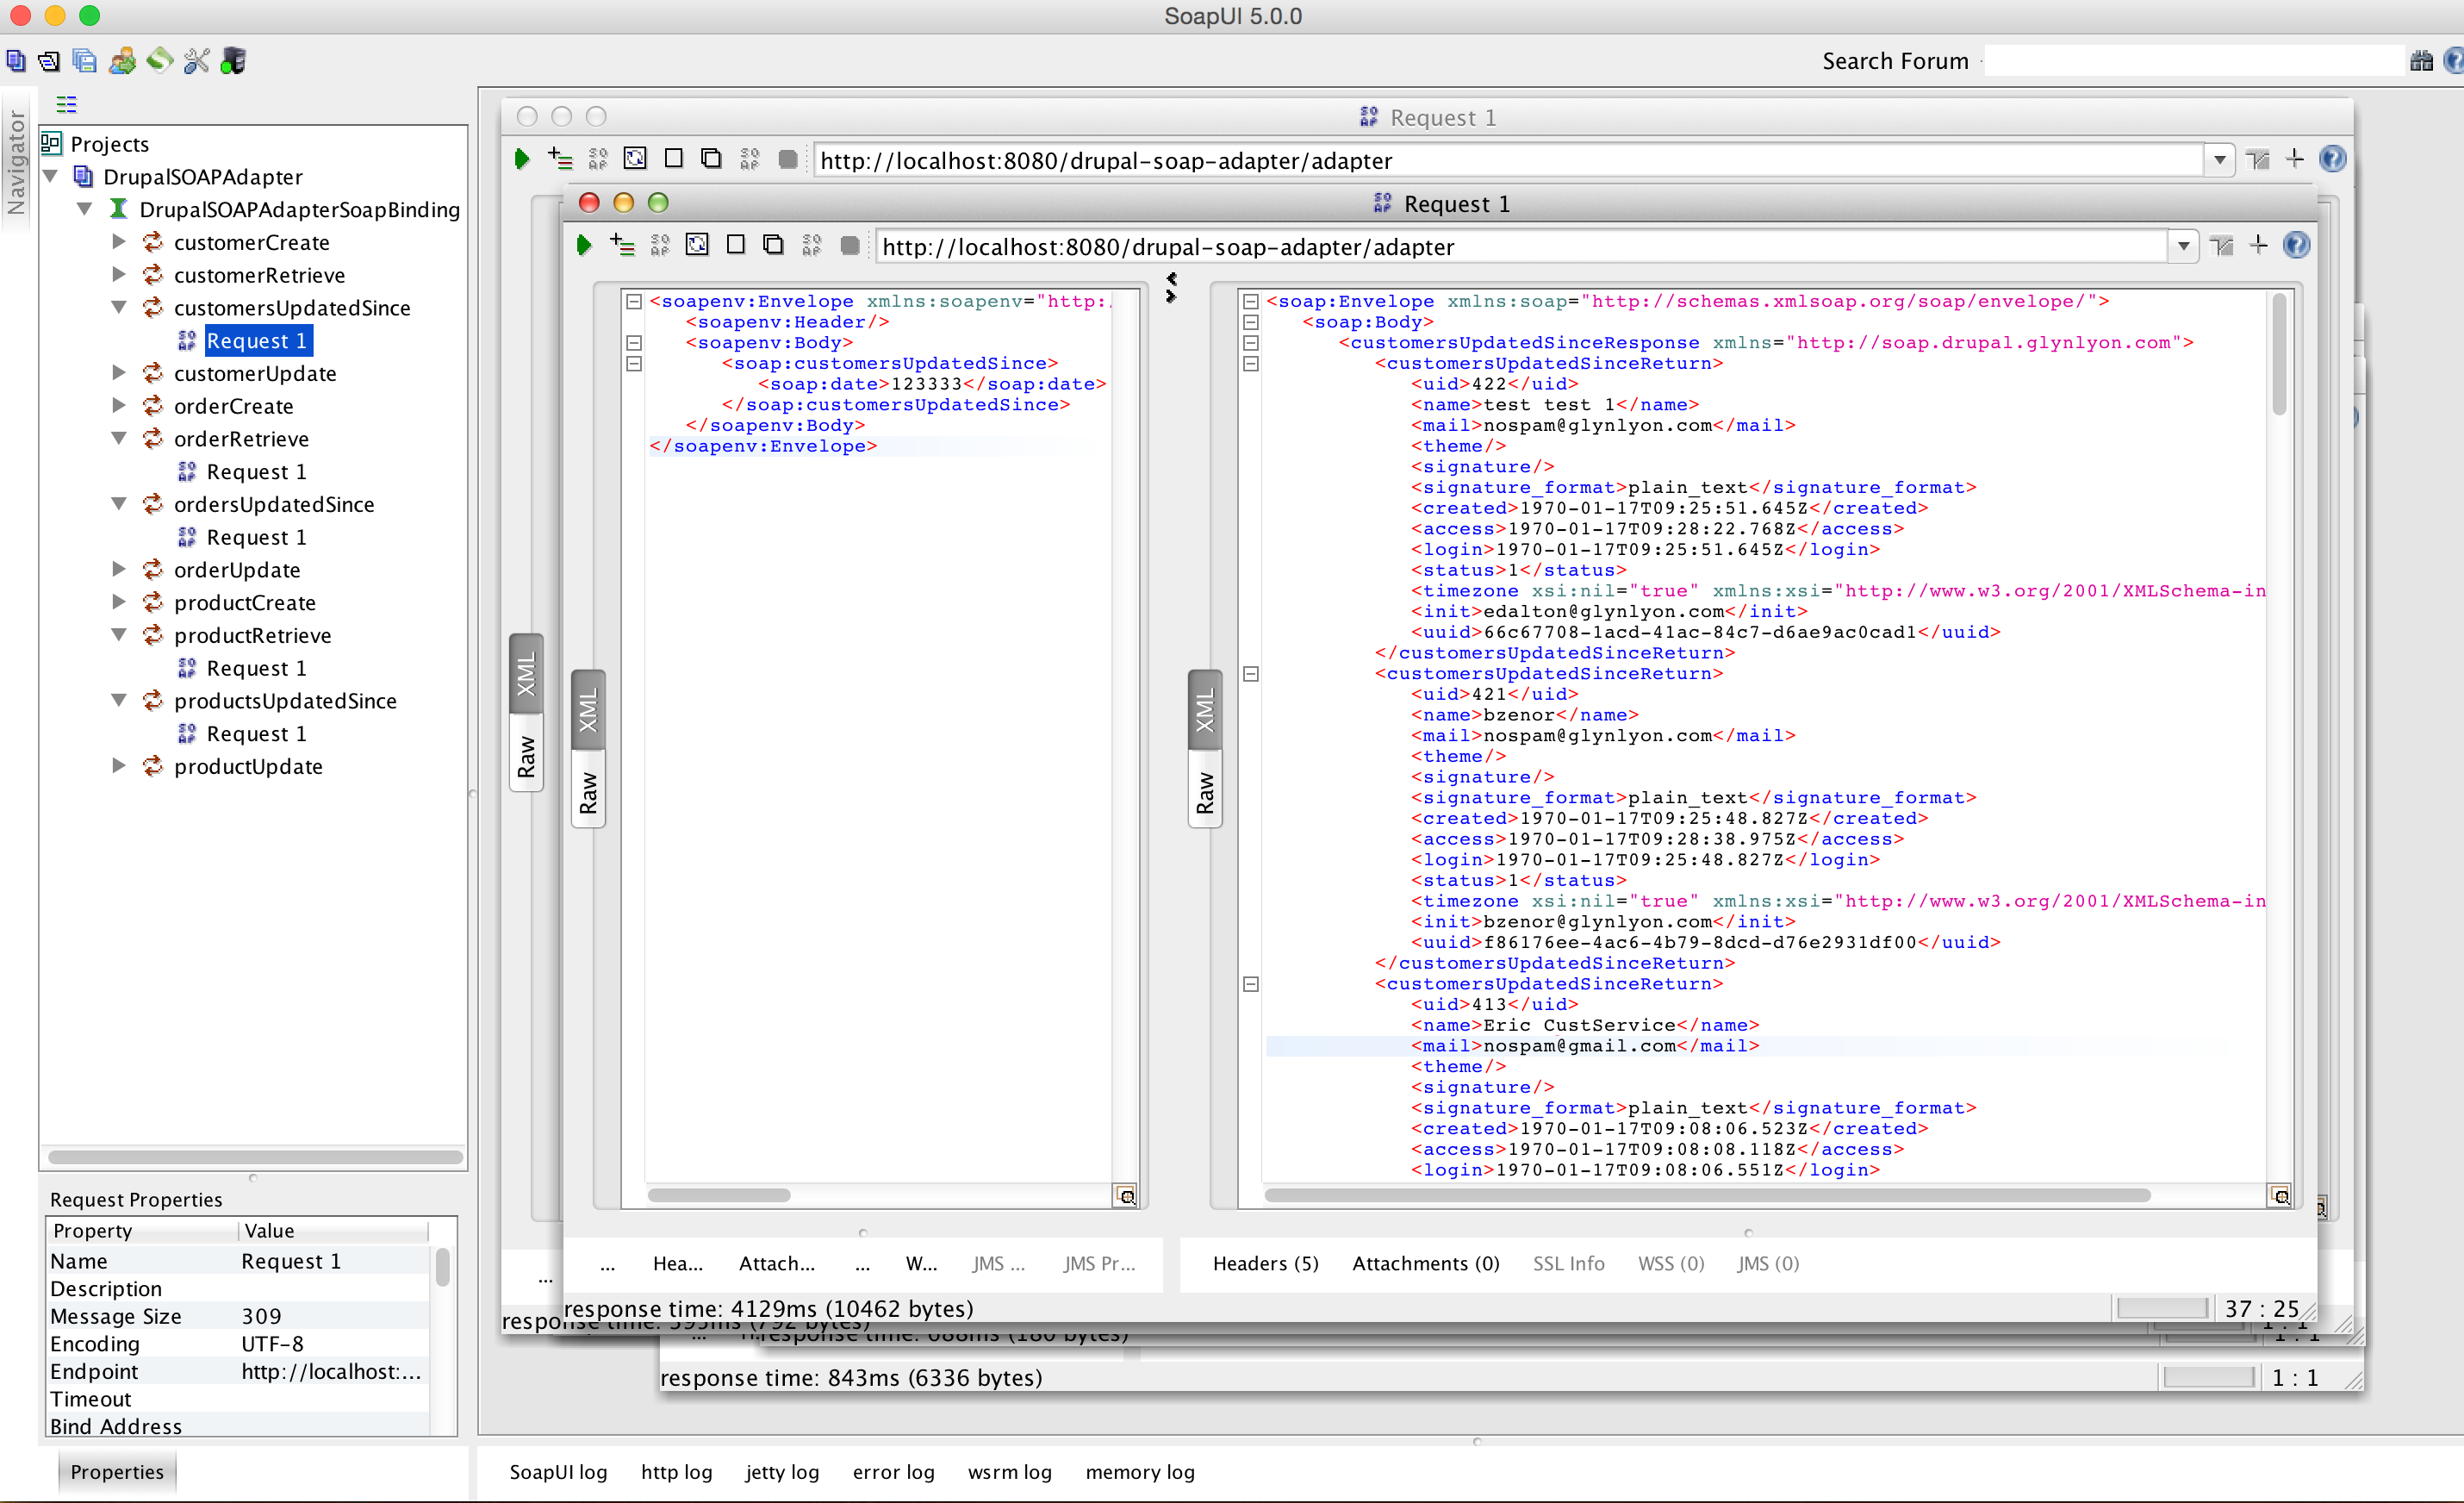 SoapUI 5.0.0
Search Forum
Navigator
Projects
DrupalSOAPAdapter
DrupalSOAPAdapterSoapBinding
customerCreate
customerRetrieve
customersUpdatedSince
Request 1
customerUpdate
orderCreate
orderRetrieve
Request 1
ordersUpdatedSince
Request 1
orderUpdate
productCreate
productRetrieve
Request 1
productsUpdatedSince
Request 1
productUpdate
Request Properties
Property Value
Name Request 1
Description
Message Size 309
Encoding UTF-8
Endpoint http://localhost:...
Timeout
Bind Address
Properties
Request 1
http://localhost:8080/drupal-soap-adapter/adapter
XML
Raw
...
Request 1
http://localhost:8080/drupal-soap-adapter/adapter
XML
Raw
<soapenv:Envelope xmlns:soapenv="http:/
<soapenv:Header/>
<soapenv:Body>
<soap:customersUpdatedSince>
<soap:date>123333</soap:date>
</soap:customersUpdatedSince>
</soapenv:Body>
</soapenv:Envelope>
XML
Raw
<soap:Envelope xmlns:soap="http://schemas.xmlsoap.org/soap/envelope/">
<soap:Body>
<customersUpdatedSinceResponse xmlns="http://soap.drupal.glynlyon.com">
<customersUpdatedSinceReturn>
<uid>422</uid>
<name>test test 1</name>
<mail>nospam@glynlyon.com</mail>
<theme/>
<signature/>
<signature_format>plain_text</signature_format>
<created>1970-01-17T09:25:51.645Z</created>
<access>1970-01-17T09:28:22.768Z</access>
<login>1970-01-17T09:25:51.645Z</login>
<status>1</status>
<timezone xsi:nil="true" xmlns:xsi="http://www.w3.org/2001/XMLSchema-in
<init>edalton@glynlyon.com</init>
<uuid>66c67708-1acd-41ac-84c7-d6ae9ac0cad1</uuid>
</customersUpdatedSinceReturn>
<customersUpdatedSinceReturn>
<uid>421</uid>
<name>bzenor</name>
<mail>nospam@glynlyon.com</mail>
<theme/>
<signature/>
<signature_format>plain_text</signature_format>
<created>1970-01-17T09:25:48.827Z</created>
<access>1970-01-17T09:28:38.975Z</access>
<login>1970-01-17T09:25:48.827Z</login>
<status>1</status>
<timezone xsi:nil="true" xmlns:xsi="http://www.w3.org/2001/XMLSchema-in
<init>bzenor@glynlyon.com</init>
<uuid>f86176ee-4ac6-4b79-8dcd-d76e2931df00</uuid>
</customersUpdatedSinceReturn>
<customersUpdatedSinceReturn>
<uid>413</uid>
<name>Eric CustService</name>
<mail>nospam@gmail.com</mail>
<theme/>
<signature/>
<signature_format>plain_text</signature_format>
<created>1970-01-17T09:08:06.523Z</created>
<access>1970-01-17T09:08:08.118Z</access>
<login>1970-01-17T09:08:06.551Z</login>
... Hea... Attach... ... W... JMS ... JMS Pr...
Headers (5) Attachments (0) SSL Info WSS (0) JMS (0)
response time: 4129ms (10462 bytes) 37 : 25
response time: 843ms (6336 bytes) 1 : 1
SoapUI log http log jetty log error log wsrm log memory log